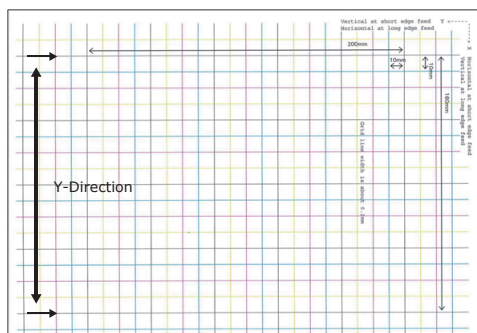 Vertical at short edge feed
Horizontal at long edge feed
Y
X
Horizontal at short edge feed
Vertical at long edge feed
200mm
10mm
10mm
160mm
Grid line width is about 0.3mm
Y-Direction